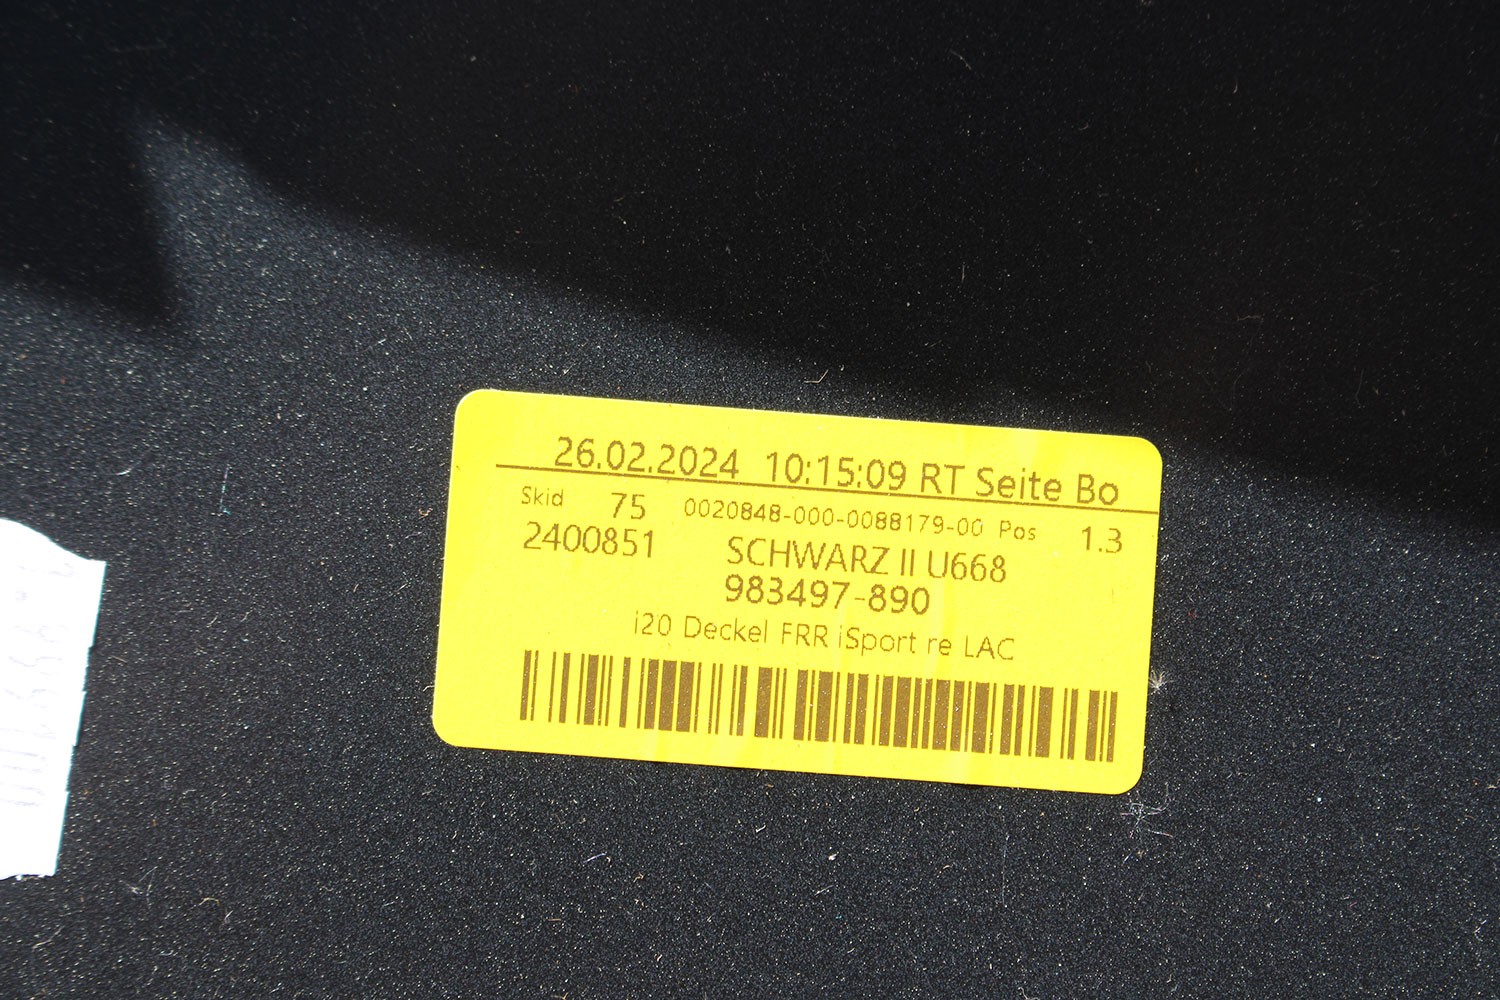 26.02.2024 10:15:09 RT Seite Bo
Skid 75 0020848-000-0088179-00 Pos 1.3
2400851 SCHWARZ II U668
983497-890
i20 Deckel FRR iSport re LAC